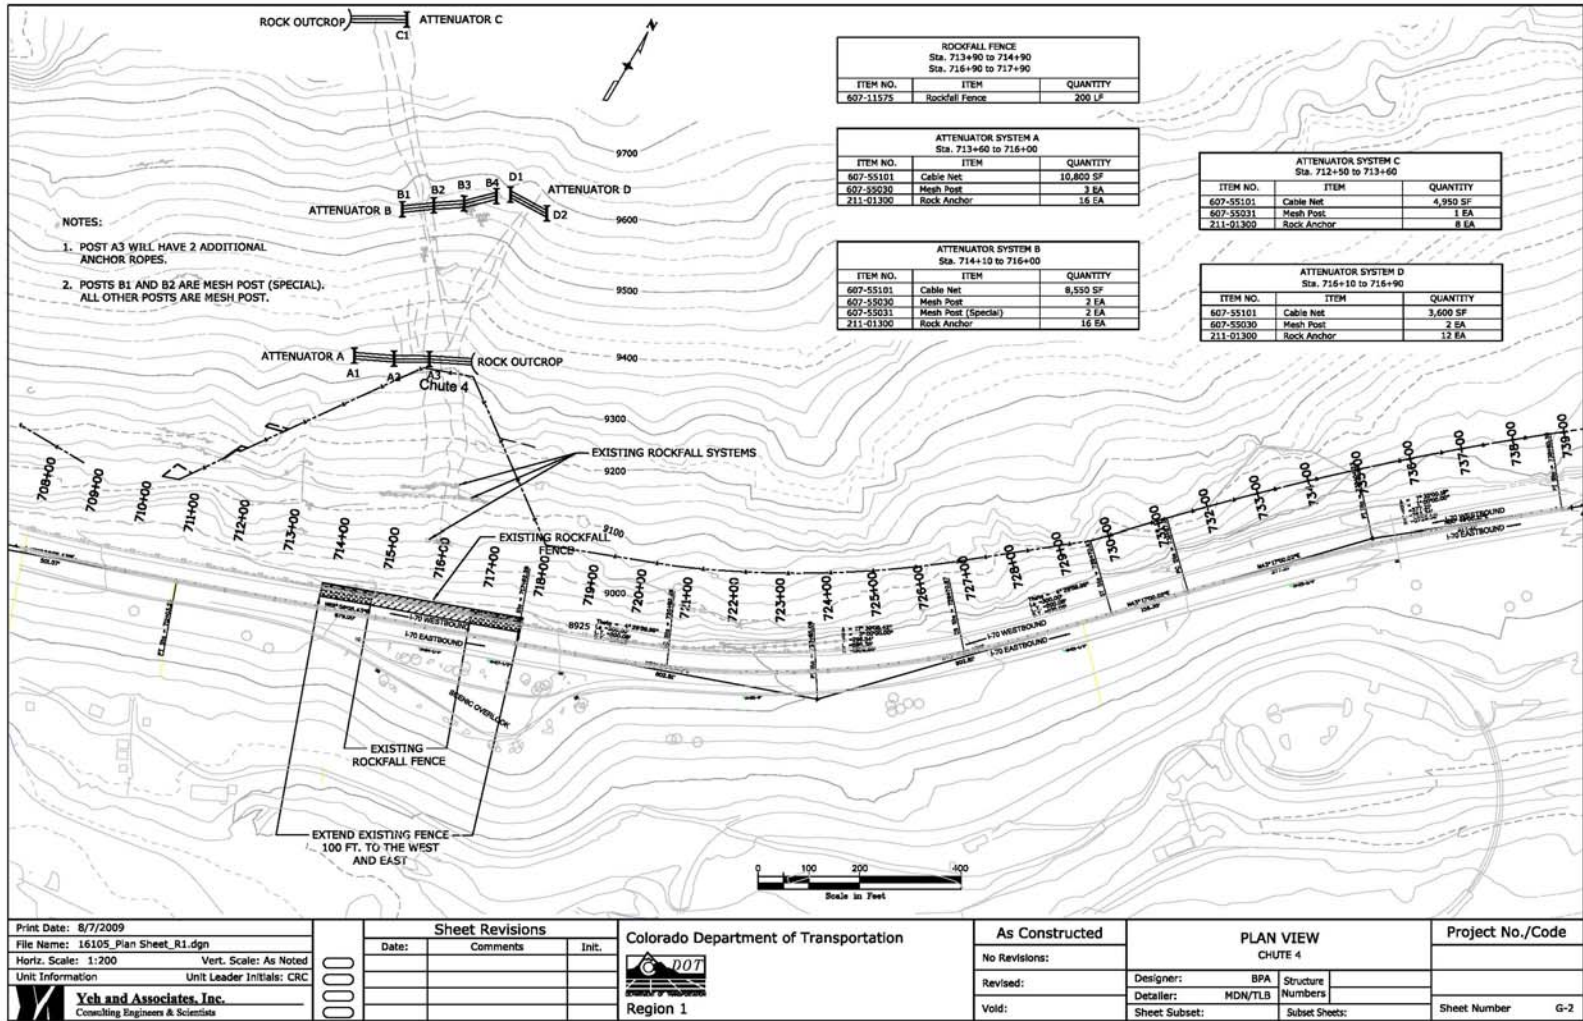 ROCK OUTCROP
ATTENUATOR C
C1
N
ROCKFALL FENCE
Sta. 713+90 to 714+90
Sta. 716+90 to 717+90
ITEM NO. ITEM QUANTITY
607-11575 Rockfall Fence 200 LF
ATTENUATOR SYSTEM A
Sta. 713+60 to 716+00
ITEM NO. ITEM QUANTITY
607-55101 Cable Net 10,800 SF
607-55030 Mesh Post 3 EA
211-01300 Rock Anchor 16 EA
ATTENUATOR SYSTEM C
Sta. 712+50 to 713+60
ITEM NO. ITEM QUANTITY
607-55101 Cable Net 4,950 SF
607-55031 Mesh Post 1 EA
211-01300 Rock Anchor 8 EA
ATTENUATOR SYSTEM B
Sta. 714+10 to 716+00
ITEM NO. ITEM QUANTITY
607-55101 Cable Net 8,550 SF
607-55030 Mesh Post 2 EA
607-55031 Mesh Post (Special) 2 EA
211-01300 Rock Anchor 16 EA
ATTENUATOR SYSTEM D
Sta. 716+10 to 716+90
ITEM NO. ITEM QUANTITY
607-55101 Cable Net 3,600 SF
607-55030 Mesh Post 2 EA
211-01300 Rock Anchor 12 EA
9700
B1 B2 B3 B4 D1
ATTENUATOR D
ATTENUATOR B
D2
9600
NOTES:
1. POST A3 WILL HAVE 2 ADDITIONAL
ANCHOR ROPES.
2. POSTS B1 AND B2 ARE MESH POST (SPECIAL).
ALL OTHER POSTS ARE MESH POST.
9500
9400
ATTENUATOR A
ROCK OUTCROP
A1 A2 A3
Chute 4
9300
EXISTING ROCKFALL SYSTEMS
9200
9100
EXISTING ROCKFALL
FENCE
9000
8925
708+00
709+00
710+00
711+00
712+00
713+00
714+00
715+00
716+00
717+00
718+00
719+00
720+00
721+00
722+00
723+00
724+00
725+00
726+00
727+00
728+00
729+00
730+00
732+00
733+00
734+00
735+00
736+00
737+00
738+00
739+00
I-70 WESTBOUND
I-70 EASTBOUND
I-70 WESTBOUND
I-70 EASTBOUND
I-70 WESTBOUND
I-70 EASTBOUND
SCENIC OVERLOOK
EXISTING
ROCKFALL FENCE
EXTEND EXISTING FENCE
100 FT. TO THE WEST
AND EAST
0 100 200 400
Scale in Feet
Print Date: 8/7/2009
File Name: 16105_Plan Sheet_R1.dgn
Horiz. Scale: 1:200 Vert. Scale: As Noted
Unit Information Unit Leader Initials: CRC
Yeh and Associates, Inc.
Consulting Engineers & Scientists
Sheet Revisions
Date: Comments Init.
Colorado Department of Transportation
DOT
DEPARTMENT OF TRANSPORTATION
Region 1
As Constructed
No Revisions:
Revised:
Void:
PLAN VIEW
CHUTE 4
Designer: BPA
Detailer: MDN/TLB
Structure
Numbers
Sheet Subset: Subset Sheets:
Project No./Code
Sheet Number G-2